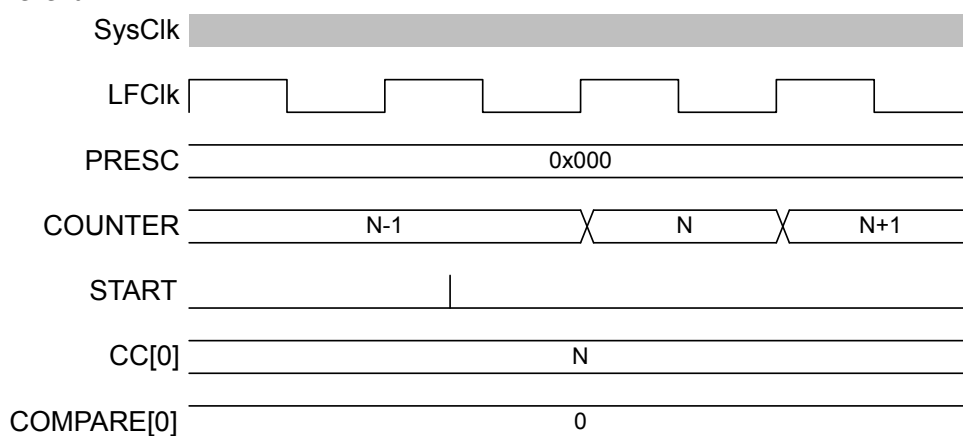 SysClk
LFClk
PRESC 0x000
COUNTER N-1 N N+1
START
CC[0] N
COMPARE[0] 0